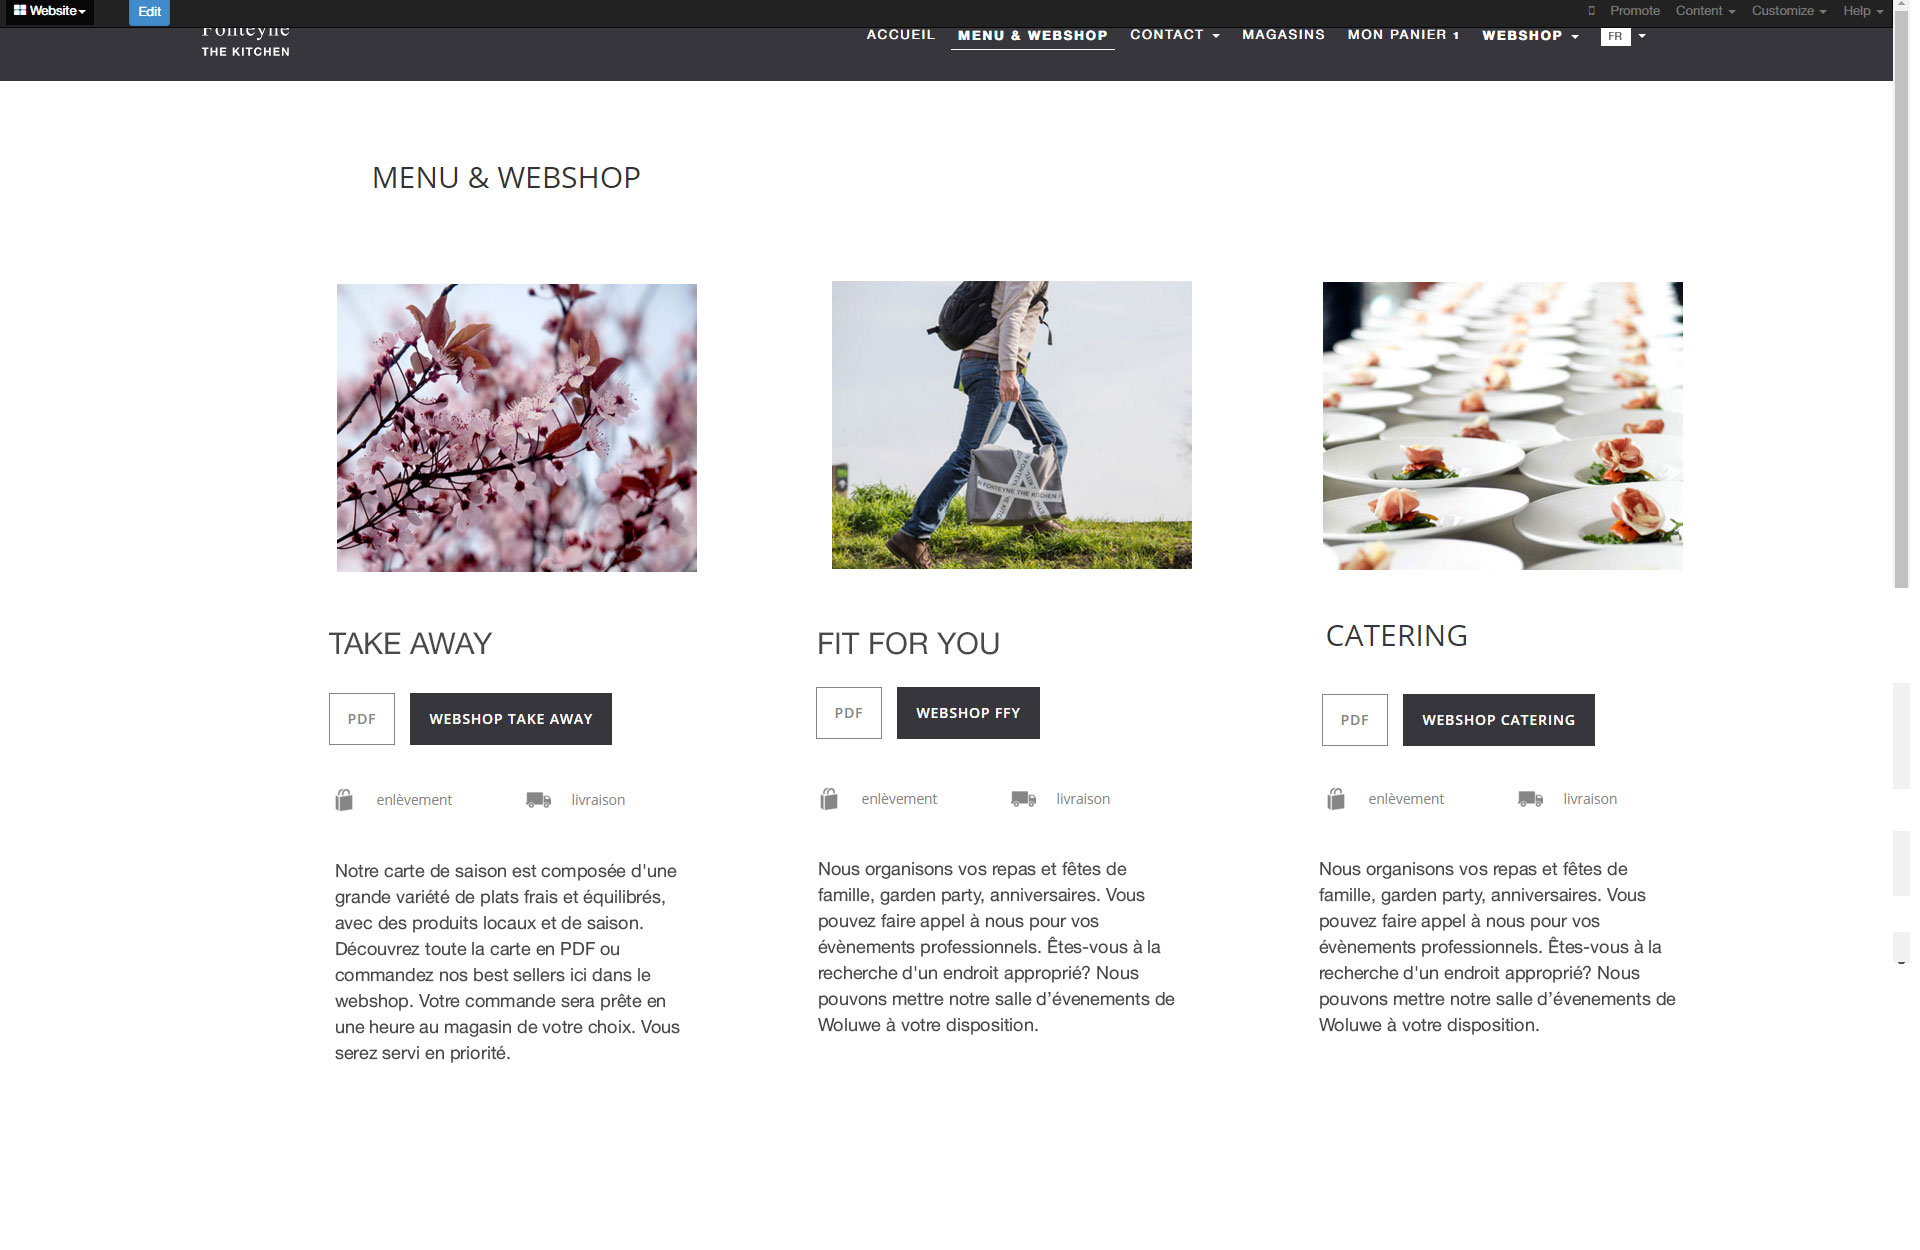 Website
Edit
Promote
Content
Customize
Help
Fonteyne
THE KITCHEN
ACCUEIL
MENU & WEBSHOP
CONTACT
MAGASINS
MON PANIER 1
WEBSHOP
FR
MENU & WEBSHOP
FONTEYNE THE KITCHEN
TAKE AWAY
PDF
WEBSHOP TAKE AWAY
enlèvement
livraison
Notre carte de saison est composée d'une
grande variété de plats frais et équilibrés,
avec des produits locaux et de saison.
Découvrez toute la carte en PDF ou
commandez nos best sellers ici dans le
webshop. Votre commande sera prête en
une heure au magasin de votre choix. Vous
serez servi en priorité.
FIT FOR YOU
PDF
WEBSHOP FFY
enlèvement
livraison
Nous organisons vos repas et fêtes de
famille, garden party, anniversaires. Vous
pouvez faire appel à nous pour vos
évènements professionnels. Êtes-vous à la
recherche d'un endroit approprié? Nous
pouvons mettre notre salle d’évenements de
Woluwe à votre disposition.
CATERING
PDF
WEBSHOP CATERING
enlèvement
livraison
Nous organisons vos repas et fêtes de
famille, garden party, anniversaires. Vous
pouvez faire appel à nous pour vos
évènements professionnels. Êtes-vous à la
recherche d'un endroit approprié? Nous
pouvons mettre notre salle d’évenements de
Woluwe à votre disposition.